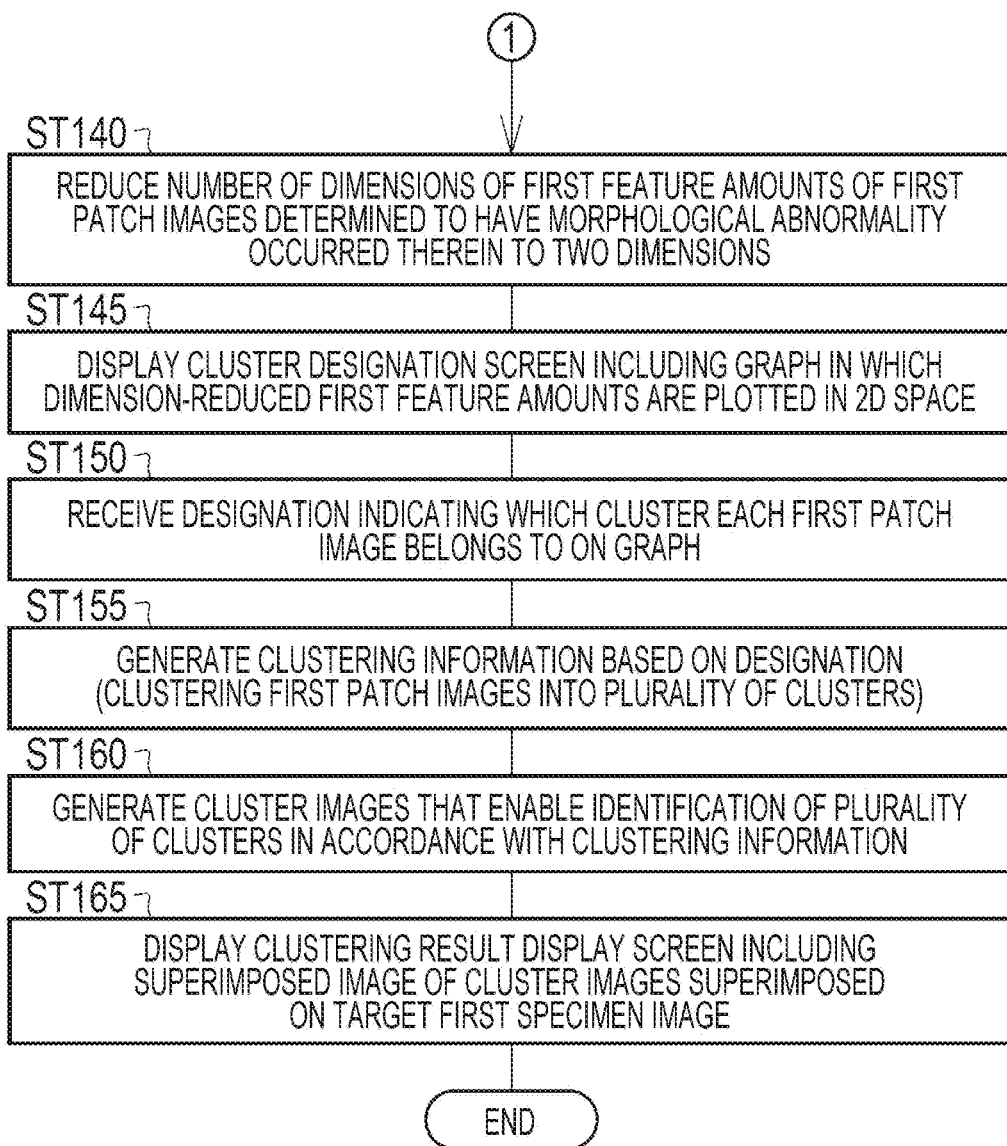 1
ST140
REDUCE NUMBER OF DIMENSIONS OF FIRST FEATURE AMOUNTS OF FIRST
PATCH IMAGES DETERMINED TO HAVE MORPHOLOGICAL ABNORMALITY
OCCURRED THEREIN TO TWO DIMENSIONS
ST145
DISPLAY CLUSTER DESIGNATION SCREEN INCLUDING GRAPH IN WHICH
DIMENSION-REDUCED FIRST FEATURE AMOUNTS ARE PLOTTED IN 2D SPACE
ST150
RECEIVE DESIGNATION INDICATING WHICH CLUSTER EACH FIRST PATCH
IMAGE BELONGS TO ON GRAPH
ST155
GENERATE CLUSTERING INFORMATION BASED ON DESIGNATION
(CLUSTERING FIRST PATCH IMAGES INTO PLURALITY OF CLUSTERS)
ST160
GENERATE CLUSTER IMAGES THAT ENABLE IDENTIFICATION OF PLURALITY
OF CLUSTERS IN ACCORDANCE WITH CLUSTERING INFORMATION
ST165
DISPLAY CLUSTERING RESULT DISPLAY SCREEN INCLUDING
SUPERIMPOSED IMAGE OF CLUSTER IMAGES SUPERIMPOSED
ON TARGET FIRST SPECIMEN IMAGE
END